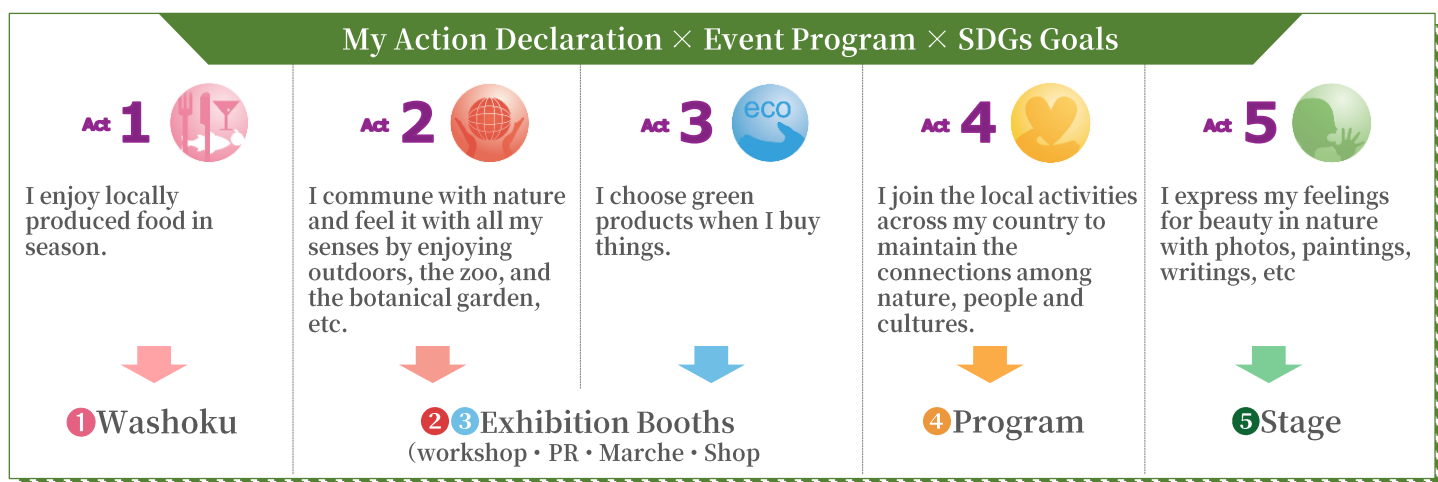 My Action Declaration × Event Program × SDGs Goals
Act 1
I enjoy locally
produced food in
season.
❶Washoku
Act 2
I commune with nature
and feel it with all my
senses by enjoying
outdoors, the zoo, and
the botanical garden,
etc.
eco
Act 3
I choose green
products when I buy
things.
❷❸Exhibition Booths
(workshop・PR・Marche・Shop
Act 4
I join the local activities
across my country to
maintain the
connections among
nature, people and
cultures.
❹Program
Act 5
I express my feelings
for beauty in nature
with photos, paintings,
writings, etc
❺Stage